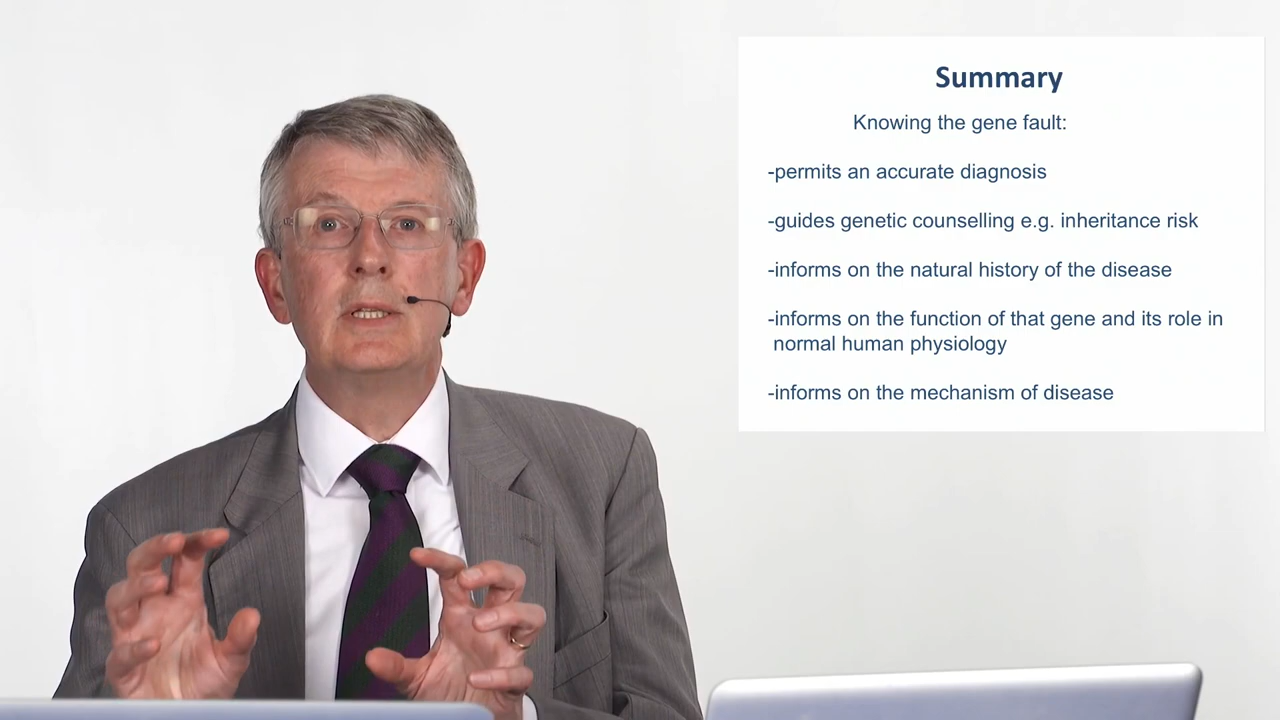 Summary
Knowing the gene fault:
-permits an accurate diagnosis
-guides genetic counselling e.g. inheritance risk
-informs on the natural history of the disease
-informs on the function of that gene and its role in
normal human physiology
-informs on the mechanism of disease